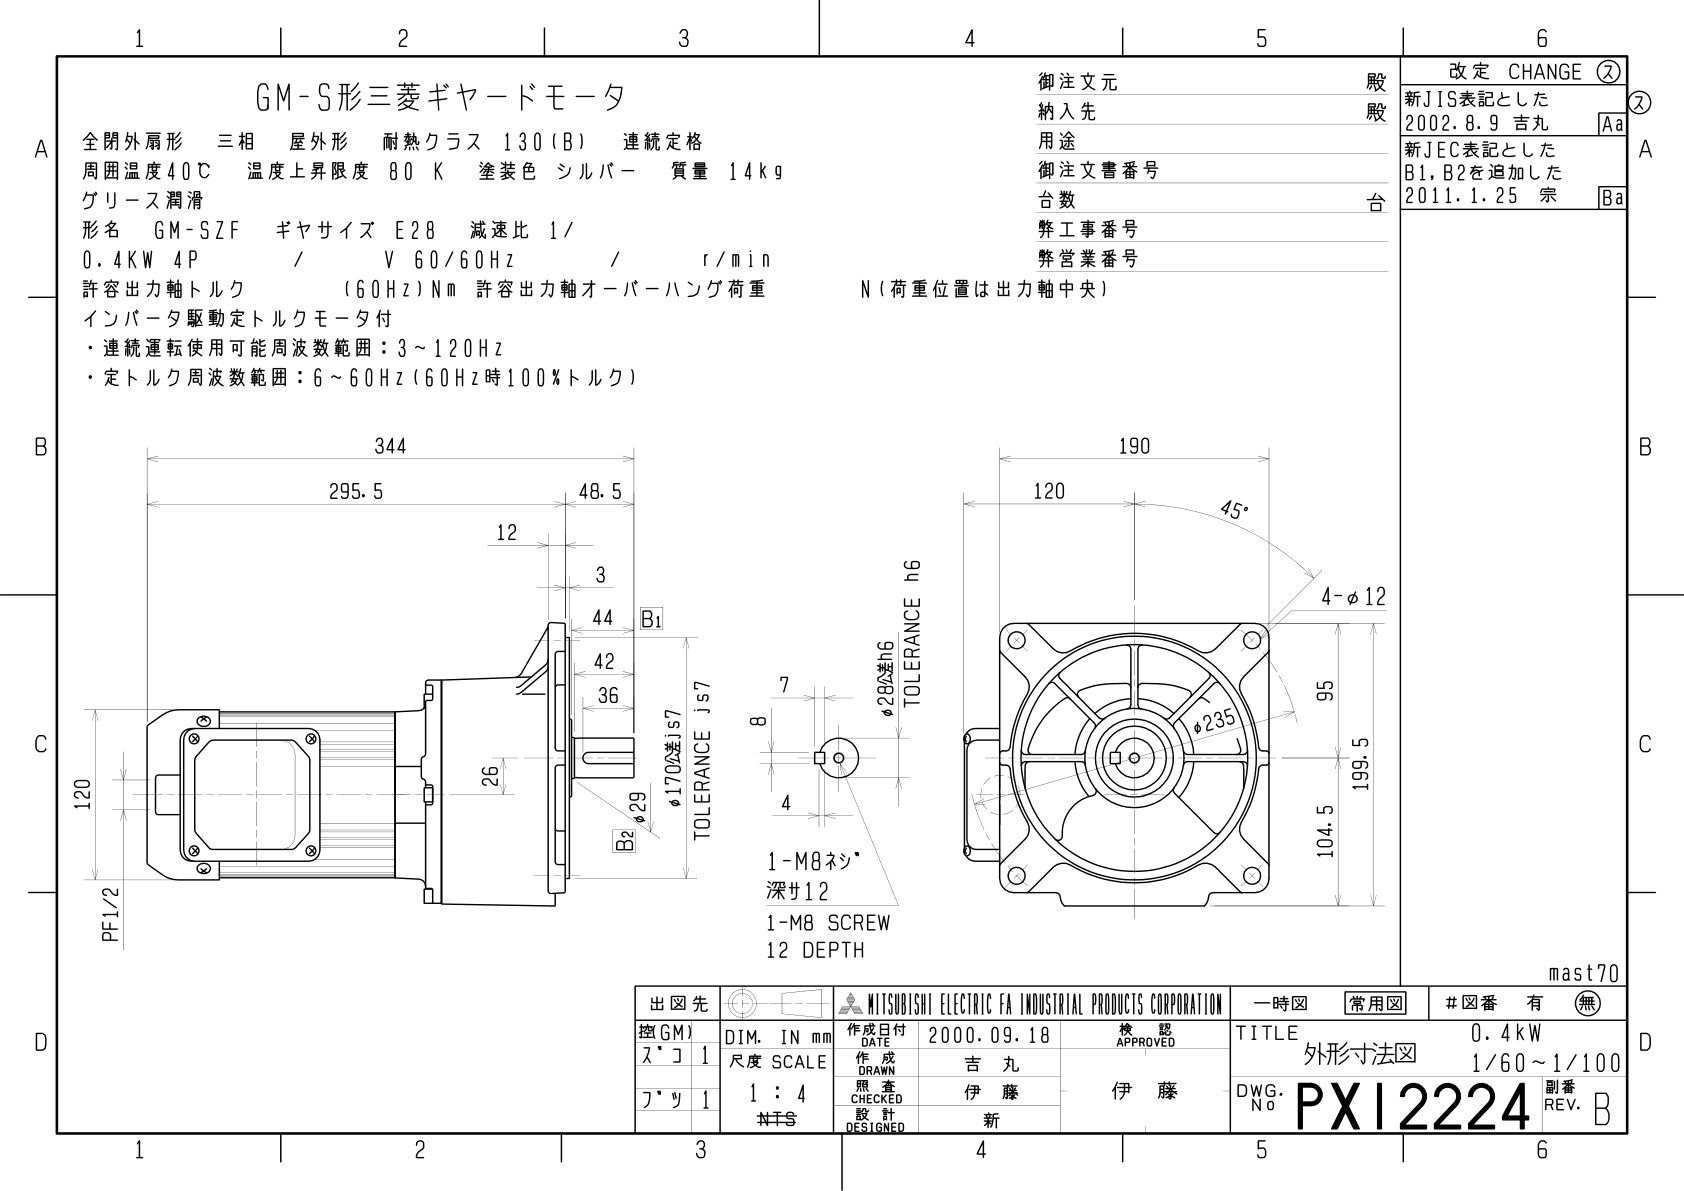 1 2 3 4 5 6
A
B
C
D
GM-S形三菱ギヤードモータ
全閉外扇形 三相 屋外形 耐熱クラス 130(B) 連続定格
周囲温度40℃ 温度上昇限度 80 K 塗装色 シルバー 質量 14kg
グリース潤滑
形名 GM-SZF ギヤサイズ E28 減速比 1/
0.4KW 4P / V 60/60Hz / r/min
許容出力軸トルク (60Hz)Nm 許容出力軸オーバーハング荷重 N(荷重位置は出力軸中央)
インバータ駆動定トルクモータ付
・連続運転使用可能周波数範囲：3~120Hz
・定トルク周波数範囲：6~60Hz(60Hz時100%トルク)
御注文元 殿
納入先 殿
用途
御注文書番号
台数 台
弊工事番号
弊営業番号
改定 CHANGE ス
ス
新JIS表記とした
2002.8.9 吉丸 Aa
新JEC表記とした
B1,B2を追加した
2011.1.25 宗 Ba
A
B
C
D
344
295.5 48.5
12
3
44 B1
42
36
26
120
PF1/2
φ29
B2
φ170公差js7
TOLERANCE js7
7
8
4
φ28公差h6
TOLERANCE h6
1-M8ネジ
深サ12
1-M8 SCREW
12 DEPTH
190
120
45°
4-φ12
φ235
95
199.5
104.5
mast70
出図先
控(GM)
ズコ 1
ブツ 1
DIM. IN mm
尺度 SCALE
1 : 4
NTS
MITSUBISHI ELECTRIC FA INDUSTRIAL PRODUCTS CORPORATION
作成日付 DATE 2000.09.18
作成 DRAWN 吉丸
照査 CHECKED 伊藤
設計 DESIGNED 新
検認 APPROVED
伊藤
一時図 常用図 #図番 有 無
TITLE 外形寸法図
0.4kW
1/60~1/100
DWG. No PX12224
副番 REV. B
1 2 3 4 5 6